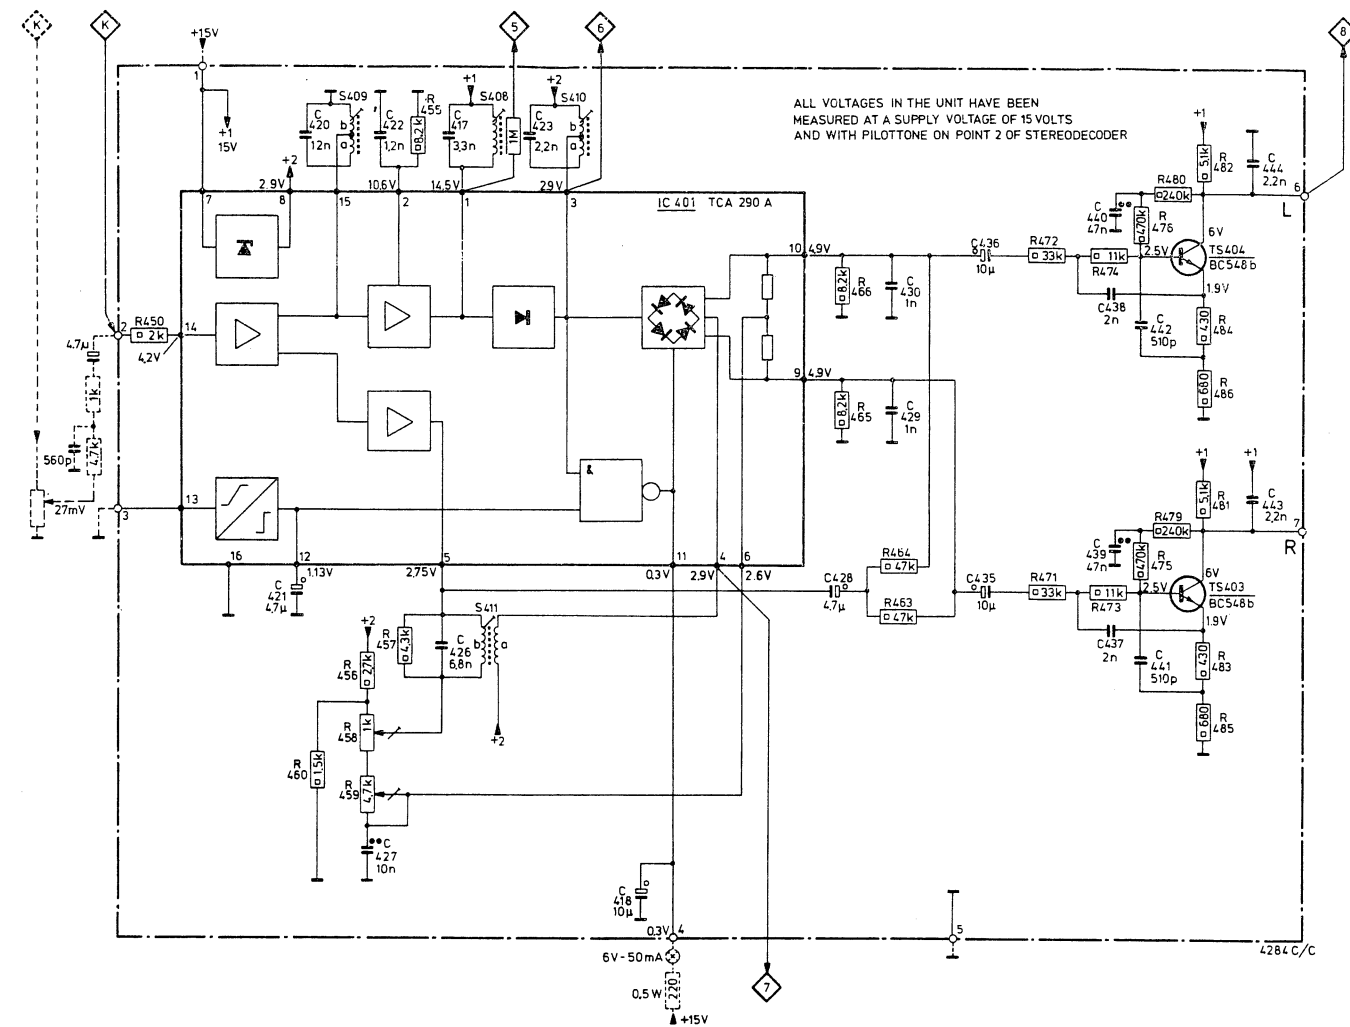 K
K
5
6
8
+15V
1
+1
15V
+2
2.9V
7
8
C
420
12n
S409
b
a
15
C
422
1,2n
R
455
8.2k
10,6V
2
+1
C
417
3,3n
S408
1M
14,5V
1
+2
C
423
2,2n
S410
b
a
2.9V
3
ALL VOLTAGES IN THE UNIT HAVE BEEN
MEASURED AT A SUPPLY VOLTAGE OF 15 VOLTS
AND WITH PILOTTONE ON POINT 2 OF STEREODECODER
IC 401 TCA 290 A
10
4.9V
8.2k
R
466
C
430
1n
C436
10µ
R472
33k
11k
R474
C438
2n
C
440
47n
470k
R
476
R480
240k
+1
5.1k
R
482
C
444
2.2n
6
L
6V
2.5V
TS404
BC548b
1.9V
C
442
510p
430
R
484
680
R
486
2
R450
2k
14
4.2V
4.7µ
1k
560p
4.7k
27mV
3
13
9
4.9V
8.2k
R
465
C
429
1n
&
16
12
1.13V
C
421
4.7µ
5
2.75V
11
0.3V
4
2.9V
6
2.6V
R464
47k
R463
47k
C428
4.7µ
C435
10µ
R471
33k
11k
R473
C437
2n
C
439
47n
470k
R
475
R479
240k
+1
5.1k
R
481
+1
C
443
2.2n
7
R
6V
2.5V
TS403
BC548b
1.9V
C
441
510p
430
R
483
680
R
485
+2
R
457
4.3k
C
426
6,8n
S411
b
a
+2
R
456
27k
R
458
1k
R
460
1,5k
R
459
4.7k
C
427
10n
C
418
10µ
0.3V
4
6V-50mA
0.5W
220
+15V
7
5
4284 C/C